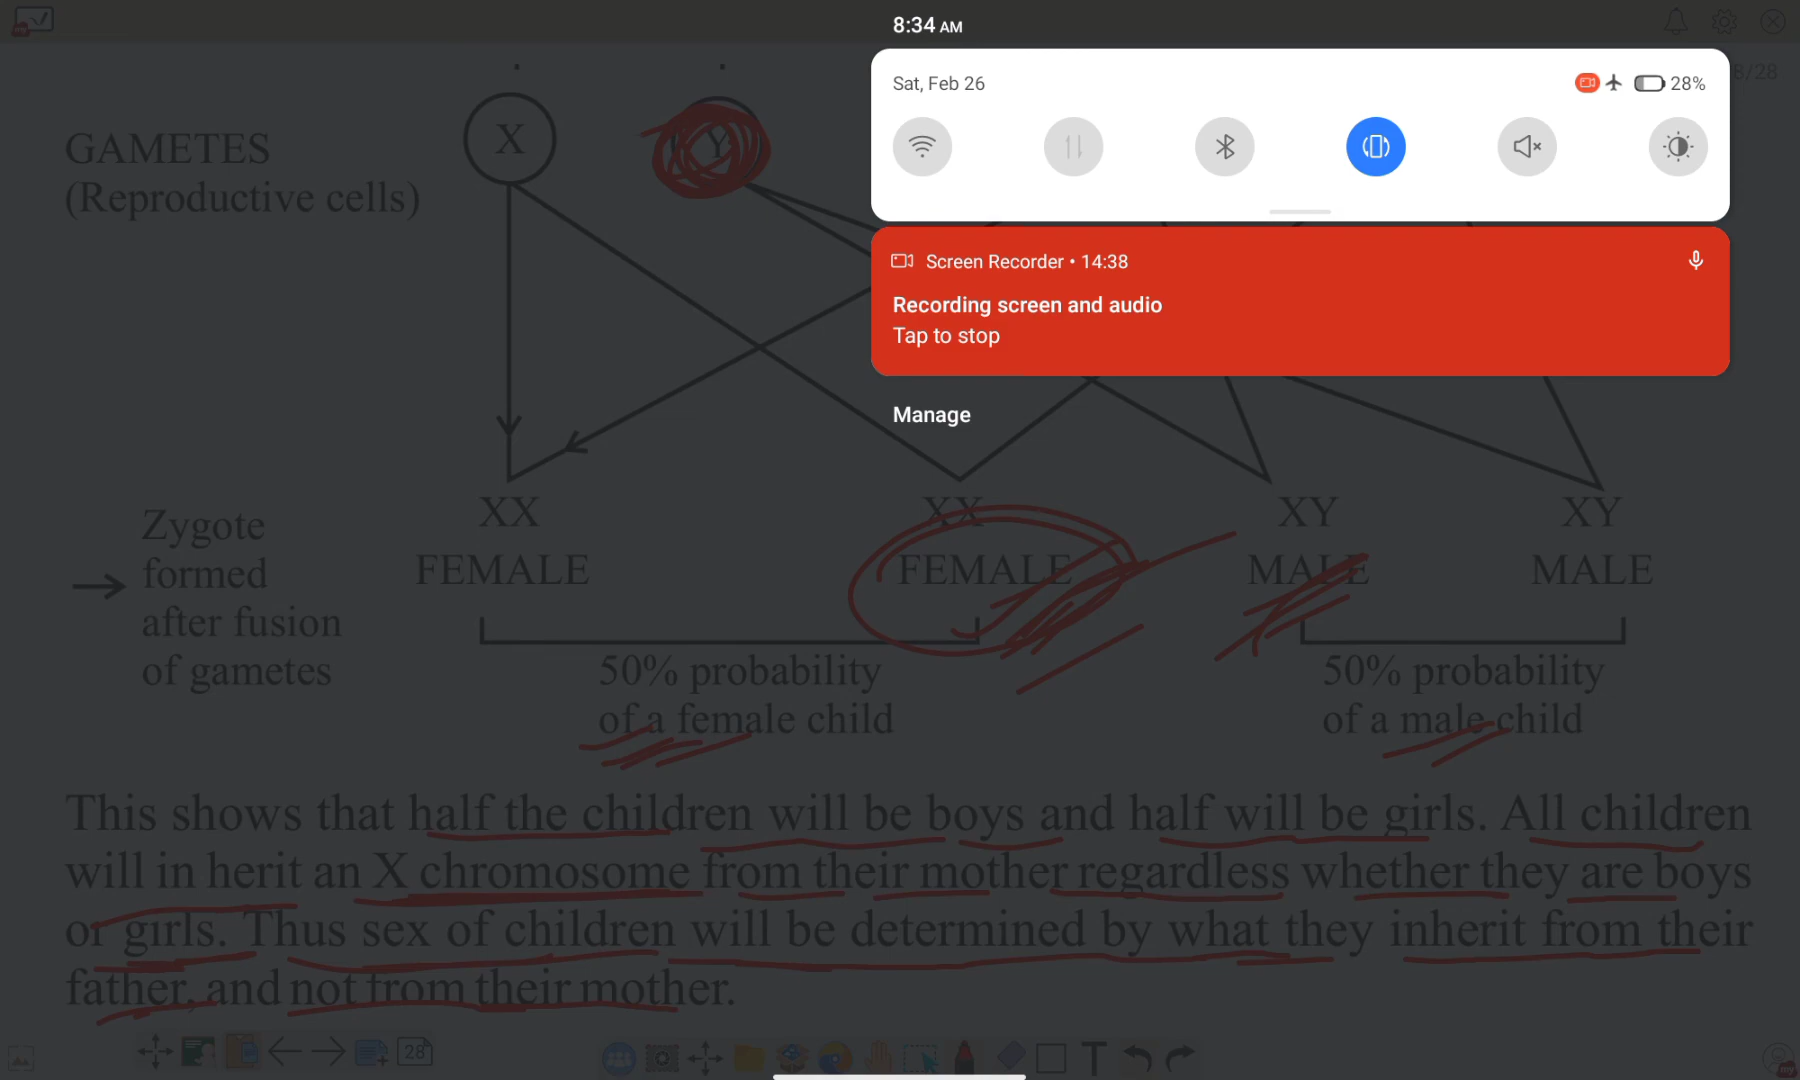 8:34 AM
Sat, Feb 26
28%
8/28
Screen Recorder • 14:38
Recording screen and audio
Tap to stop
Manage
GAMETES
(Reproductive cells)
X
Y
Zygote
formed
after fusion
of gametes
XX
FEMALE
XX
FEMALE
XY
MALE
XY
MALE
50% probability
of a female child
50% probability
of a male child
This shows that half the children will be boys and half will be girls. All children
will in herit an X chromosome from their mother regardless whether they are boys
or girls. Thus sex of children will be determined by what they inherit from their
father, and not from their mother.
28
T